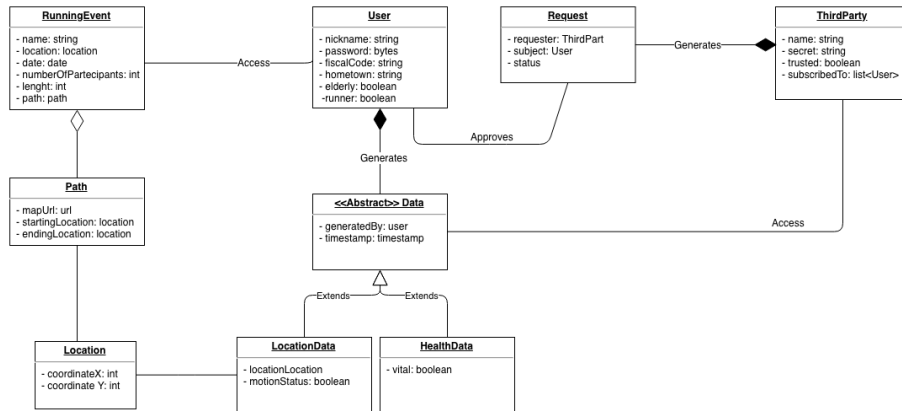 RunningEvent
- name: string
- location: location
- date: date
- numberOfPartecipants: int
- lenght: int
- path: path
Access
User
- nickname: string
- password: bytes
- fiscalCode: string
- hometown: string
- elderly: boolean
-runner: boolean
Request
- requester: ThirdPart
- subject: User
- status
Generates
ThirdParty
- name: string
- secret: string
- trusted: boolean
- subscribedTo: list<User>
Approves
Generates
Path
- mapUrl: url
- startingLocation: location
- endingLocation: location
<<Abstract>> Data
- generatedBy: user
- timestamp: timestamp
Access
Extends
Extends
Location
- coordinateX: int
- coordinate Y: int
LocationData
- locationLocation
- motionStatus: boolean
HealthData
- vital: boolean